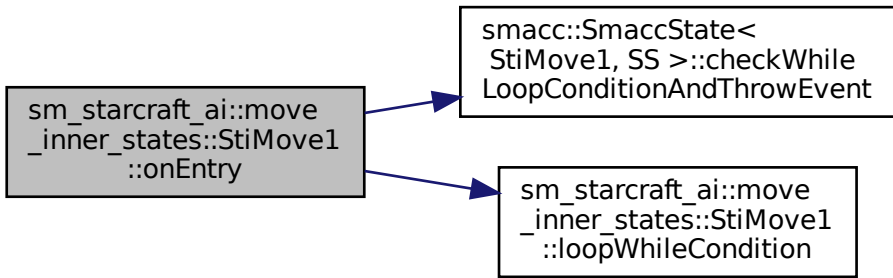 sm_starcraft_ai::move
_inner_states::StiMove1
::onEntry
smacc::SmaccState<
StiMove1, SS >::checkWhile
LoopConditionAndThrowEvent
sm_starcraft_ai::move
_inner_states::StiMove1
::loopWhileCondition